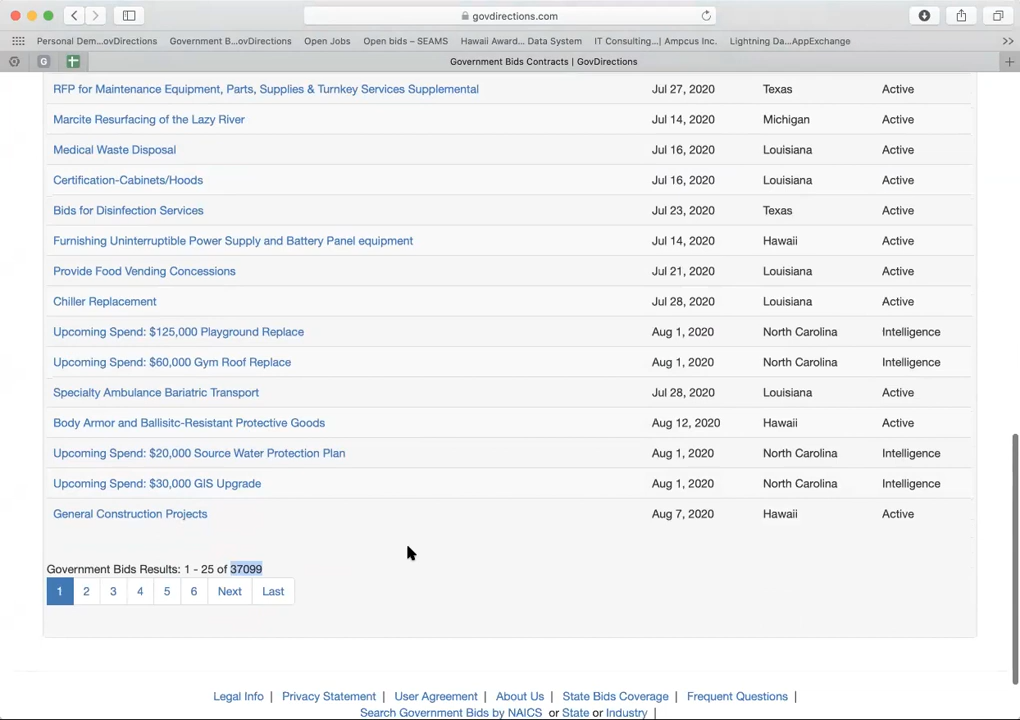 govdirections.com
Personal Dem...ovDirections Government B...ovDirections Open Jobs Open bids – SEAMS Hawaii Award... Data System IT Consulting...| Ampcus Inc. Lightning Da...AppExchange >>
G Government Bids Contracts | GovDirections +
RFP for Maintenance Equipment, Parts, Supplies & Turnkey Services Supplemental Jul 27, 2020 Texas Active
Marcite Resurfacing of the Lazy River Jul 14, 2020 Michigan Active
Medical Waste Disposal Jul 16, 2020 Louisiana Active
Certification-Cabinets/Hoods Jul 16, 2020 Louisiana Active
Bids for Disinfection Services Jul 23, 2020 Texas Active
Furnishing Uninterruptible Power Supply and Battery Panel equipment Jul 14, 2020 Hawaii Active
Provide Food Vending Concessions Jul 21, 2020 Louisiana Active
Chiller Replacement Jul 28, 2020 Louisiana Active
Upcoming Spend: $125,000 Playground Replace Aug 1, 2020 North Carolina Intelligence
Upcoming Spend: $60,000 Gym Roof Replace Aug 1, 2020 North Carolina Intelligence
Specialty Ambulance Bariatric Transport Jul 28, 2020 Louisiana Active
Body Armor and Ballisitc-Resistant Protective Goods Aug 12, 2020 Hawaii Active
Upcoming Spend: $20,000 Source Water Protection Plan Aug 1, 2020 North Carolina Intelligence
Upcoming Spend: $30,000 GIS Upgrade Aug 1, 2020 North Carolina Intelligence
General Construction Projects Aug 7, 2020 Hawaii Active
Government Bids Results: 1 - 25 of 37099
1 2 3 4 5 6 Next Last
Legal Info | Privacy Statement | User Agreement | About Us | State Bids Coverage | Frequent Questions |
Search Government Bids by NAICS or State or Industry |